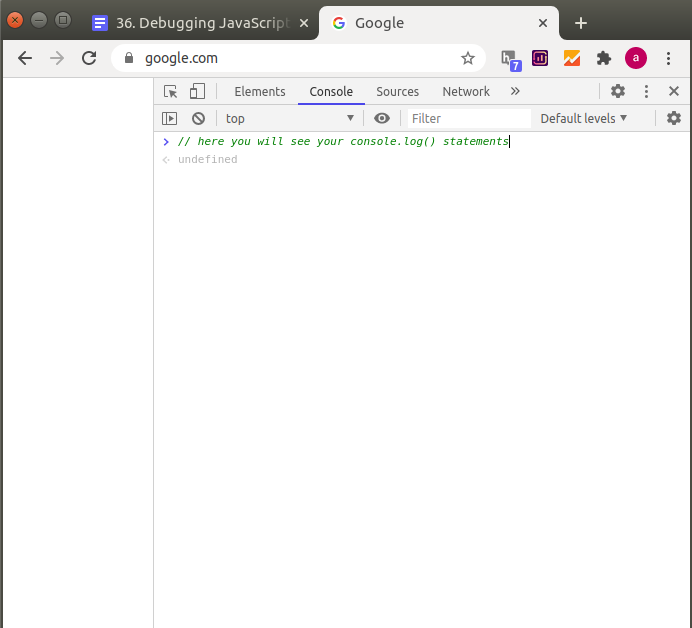 36. Debugging JavaScript
Google
google.com
7
a
Elements
Console
Sources
Network
top
Filter
Default levels
// here you will see your console.log() statements
undefined